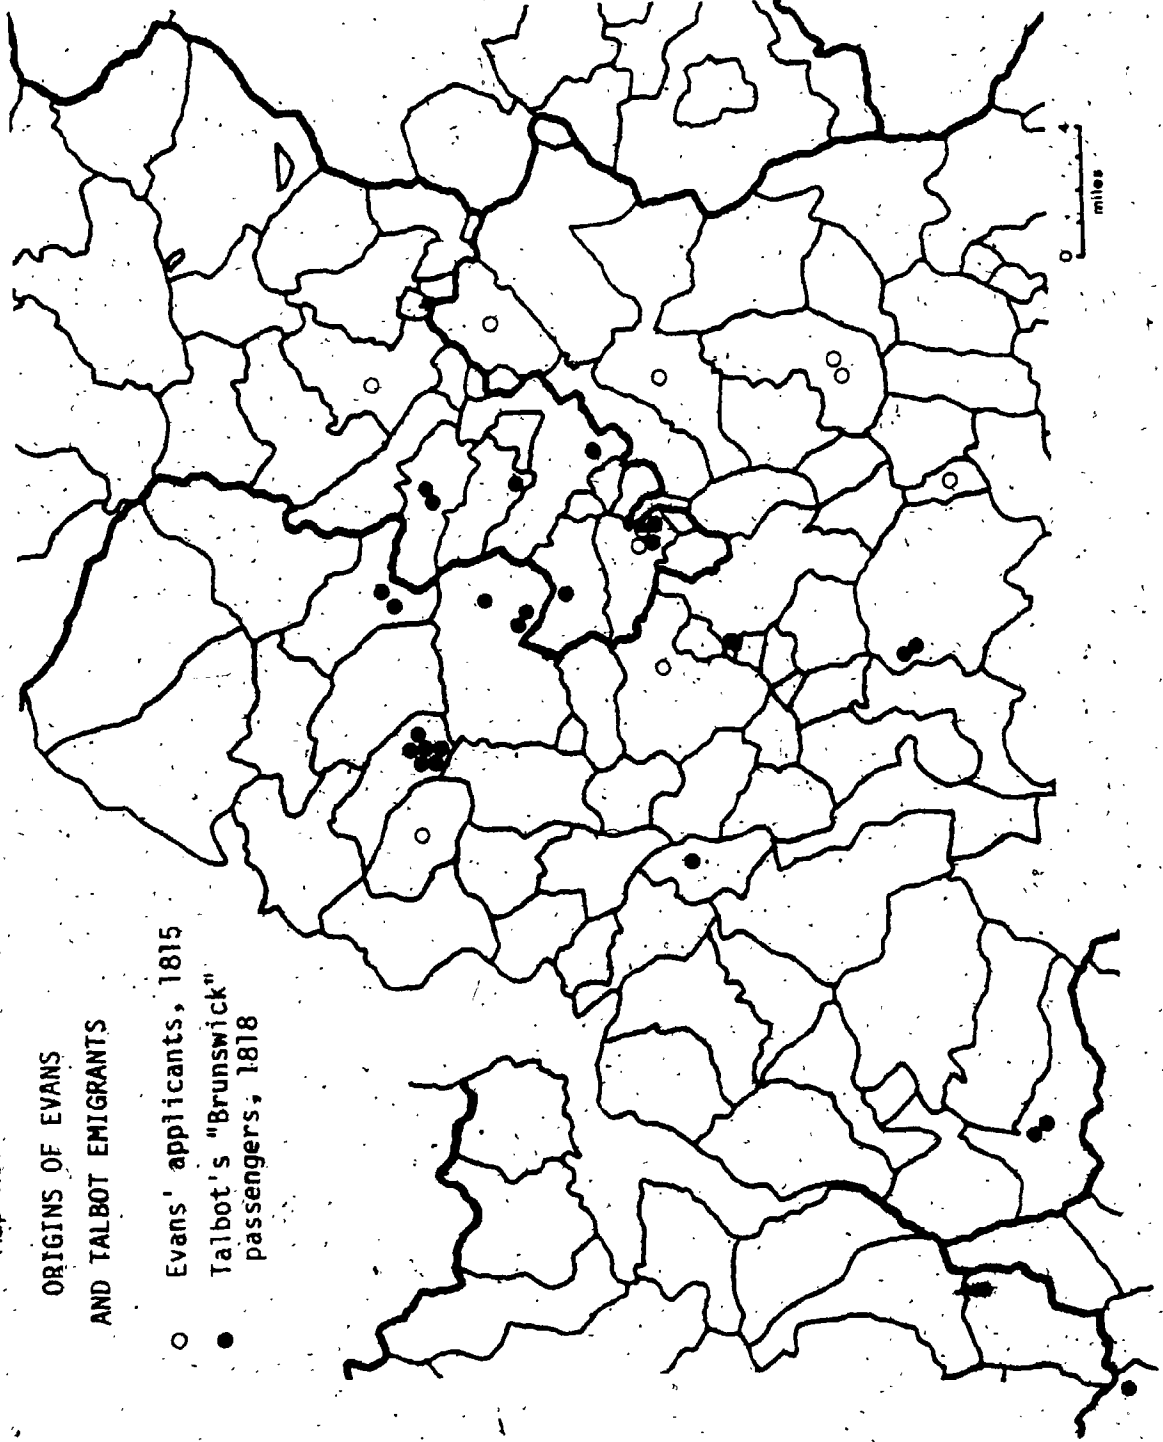 ORIGINS OF EVANS
AND TALBOT EMIGRANTS
Evans' applicants, 1815
Talbot's "Brunswick"
passengers, 1818
0 4
miles